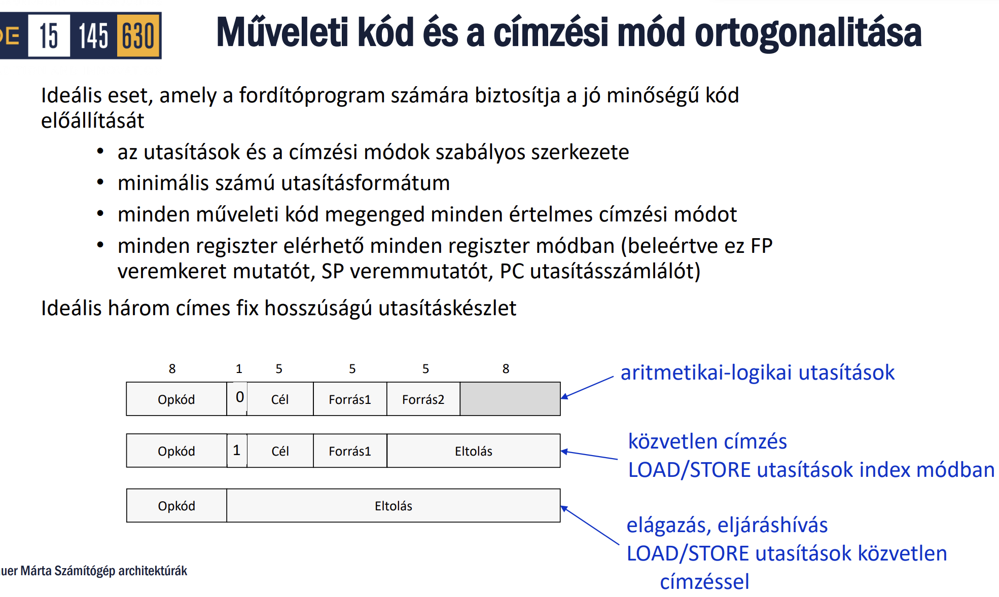 15 145 630
Műveleti kód és a címzési mód ortogonalitása
Ideális eset, amely a fordítóprogram számára biztosítja a jó minőségű kód
előállítását
• az utasítások és a címzési módok szabályos szerkezete
• minimális számú utasításformátum
• minden műveleti kód megenged minden értelmes címzési módot
• minden regiszter elérhető minden regiszter módban (beleértve ez FP
veremkeret mutatót, SP veremmutatót, PC utasításszámlálót)
Ideális három címes fix hosszúságú utasításkészlet
8 1 5 5 5 8
Opkód 0 Cél Forrás1 Forrás2
aritmetikai-logikai utasítások
Opkód 1 Cél Forrás1 Eltolás
közvetlen címzés
LOAD/STORE utasítások index módban
Opkód Eltolás
elágazás, eljáráshívás
LOAD/STORE utasítások közvetlen
címzéssel
Márta Számítógép architektúrák